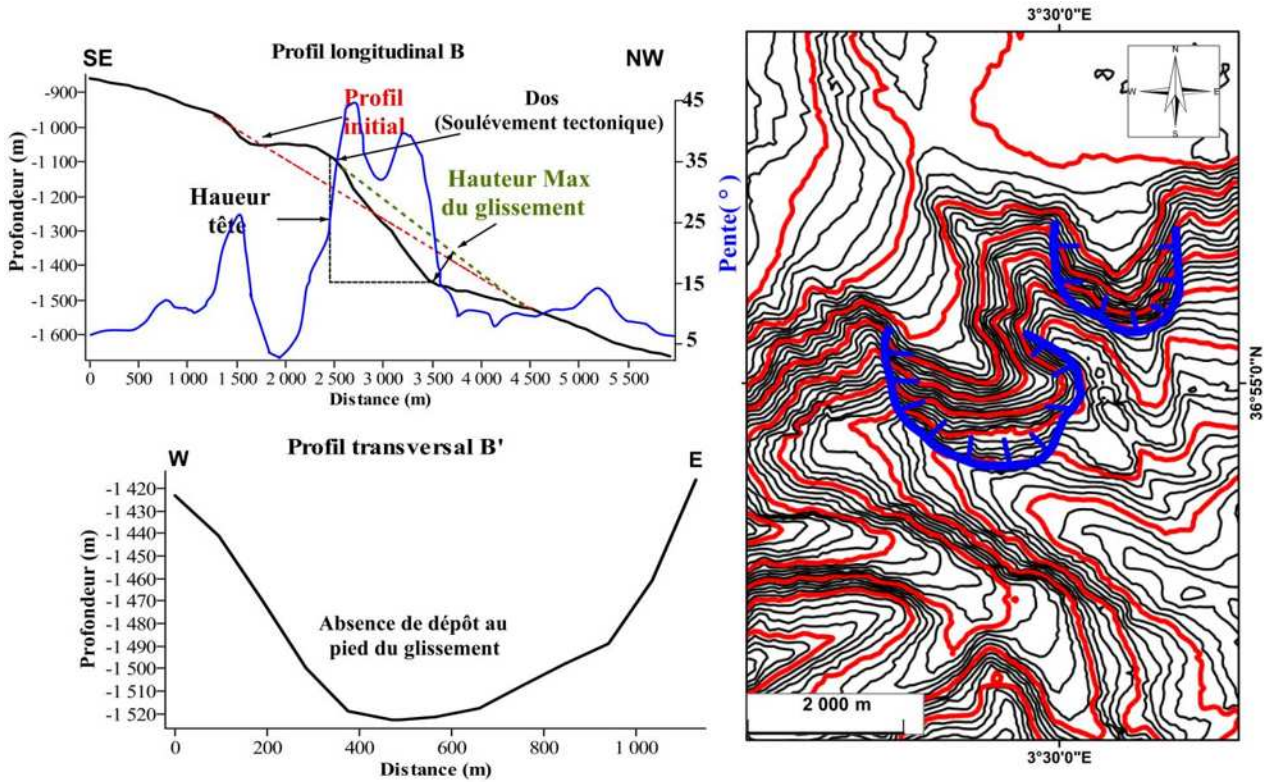 SE
Profil longitudinal B
NW
Profondeur (m)
-900
-1 000
-1 100
-1 200
-1 300
-1 400
-1 500
-1 600
Profil
initial
Dos
(Soulévement tectonique)
Haueur
tête
Hauteur Max
du glissement
45
35
25
15
5
Pente( ° )
0
500
1 000
1 500
2 000
2 500
3 000
3 500
4 000
4 500
5 000
5 500
Distance (m)
Profil transversal B'
W
E
Profondeur (m)
-1 420
-1 430
-1 440
-1 450
-1 460
-1 470
-1 480
-1 490
-1 500
-1 510
-1 520
Absence de dépôt au
pied du glissement
0
200
400
600
800
1 000
Distance (m)
3°30'0"E
N
W
E
S
36°55'0"N
2 000 m
3°30'0"E